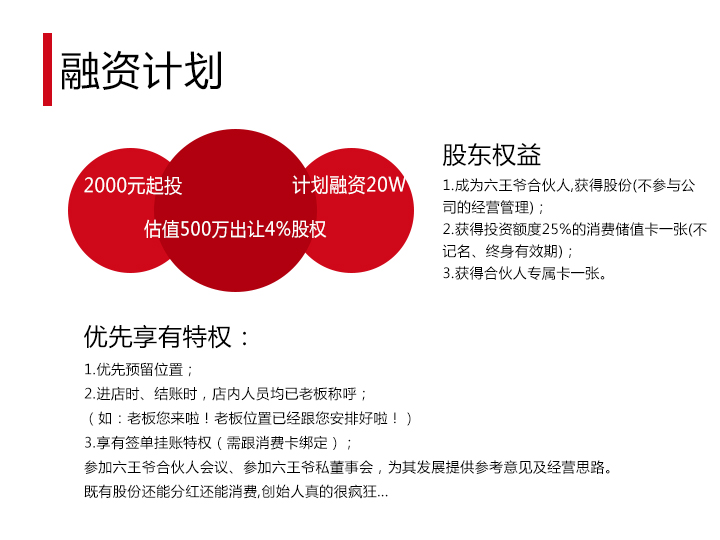 融资计划
2000元起投
计划融资20W
估值500万出让4%股权
股东权益
1.成为六王爷合伙人,获得股份(不参与公
司的经营管理)；
2.获得投资额度25%的消费储值卡一张(不
记名、终身有效期)；
3.获得合伙人专属卡一张。
优先享有特权：
1.优先预留位置；
2.进店时、结账时，店内人员均已老板称呼；
（如：老板您来啦！老板位置已经跟您安排好啦！）
3.享有签单挂账特权（需跟消费卡绑定）；
参加六王爷合伙人会议、参加六王爷私董事会，为其发展提供参考意见及经营思路。
既有股份还能分红还能消费,创始人真的很疯狂...